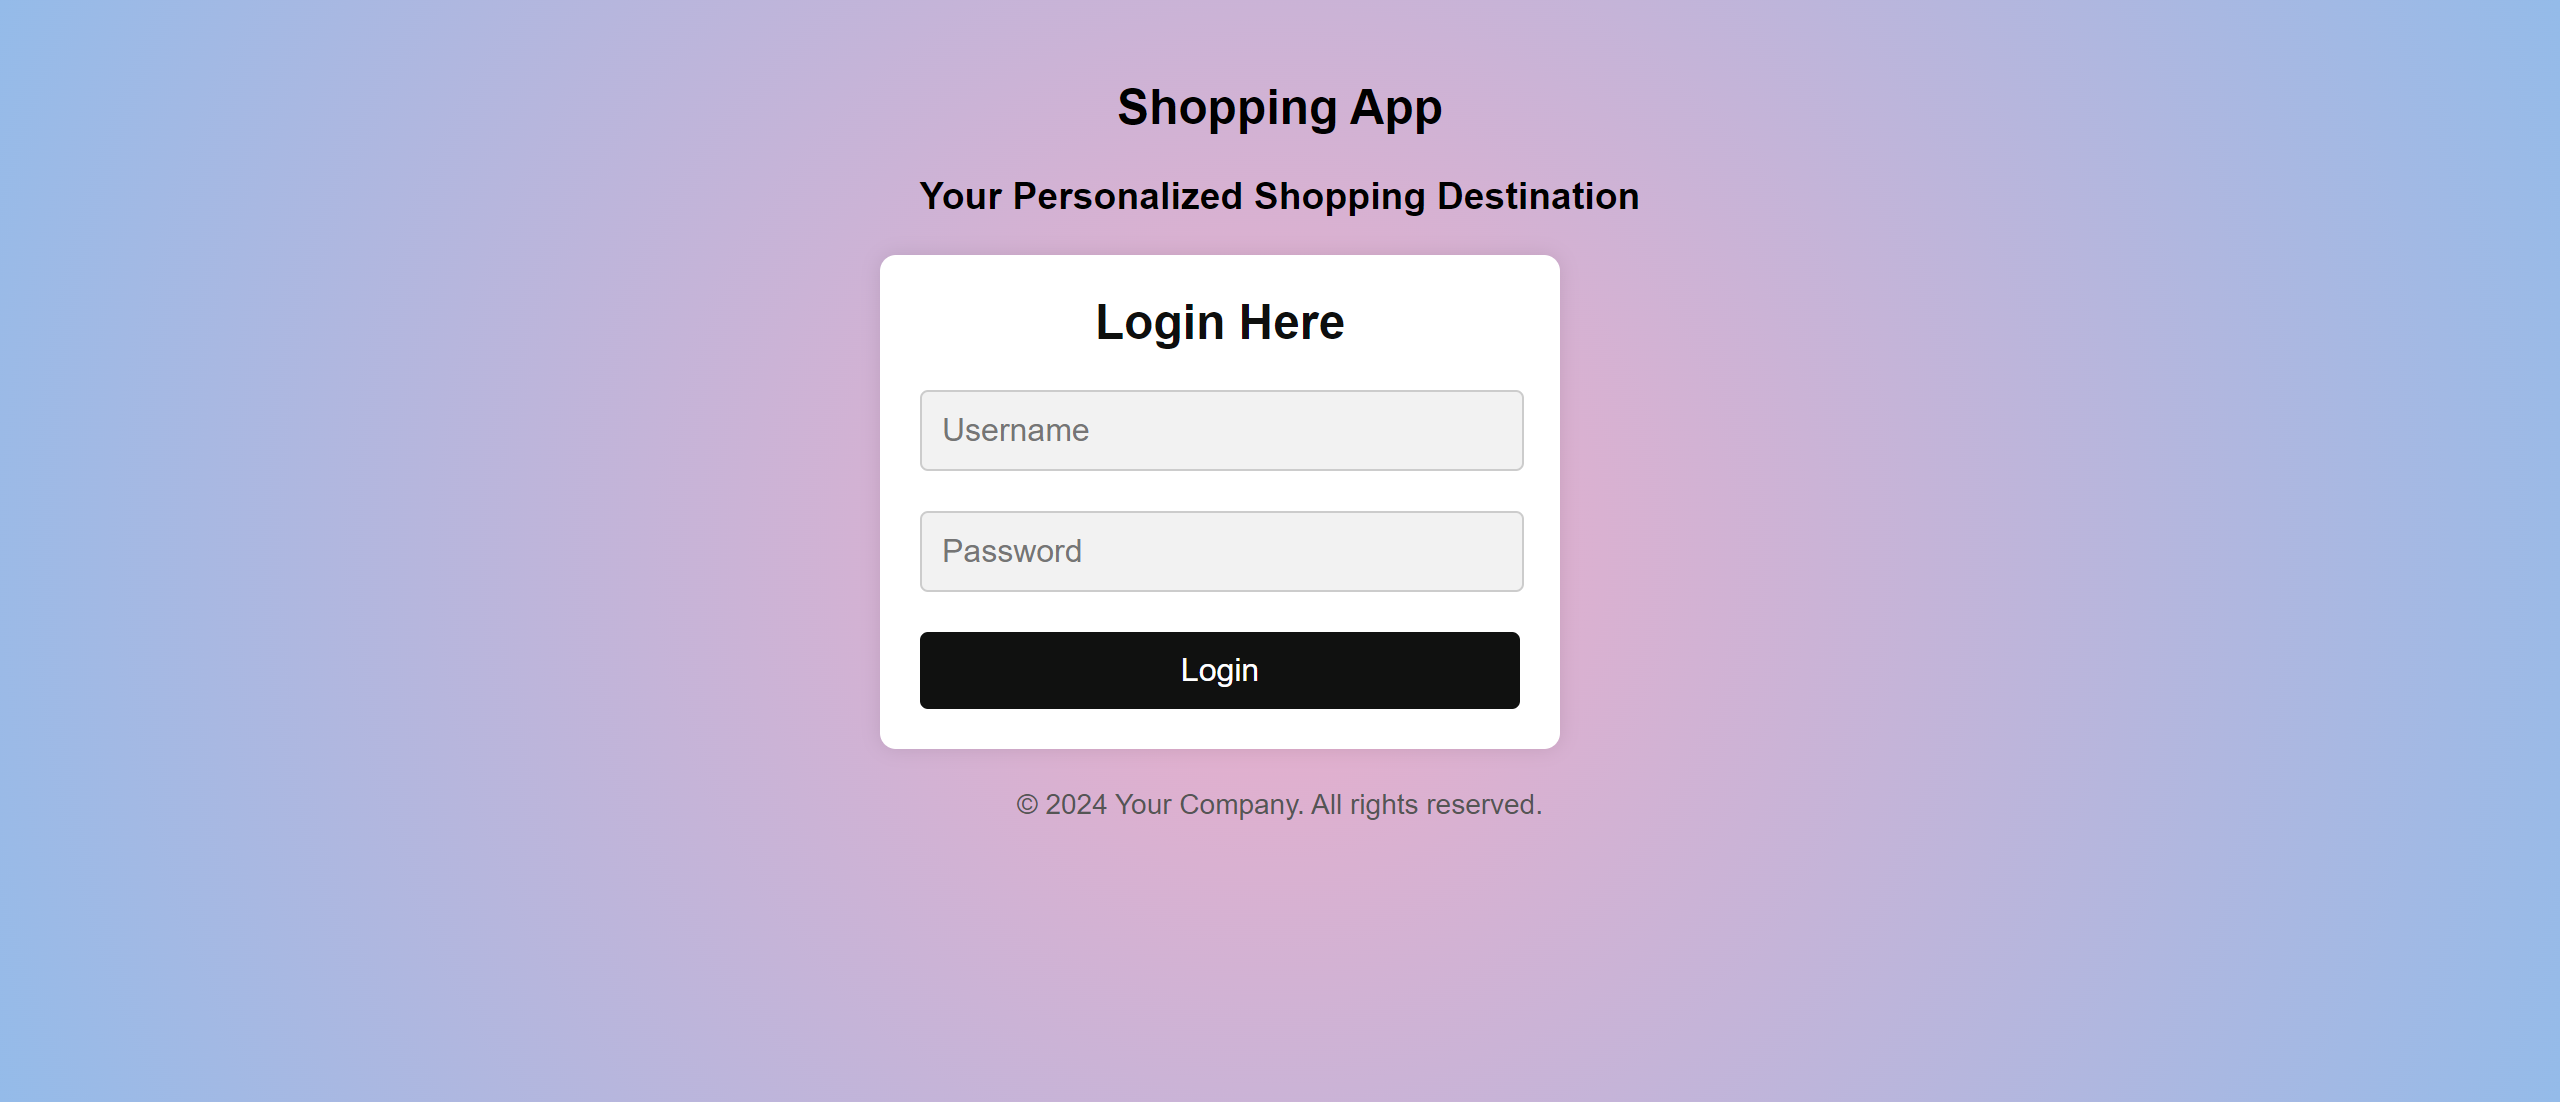 Shopping App
Your Personalized Shopping Destination
Login Here
Username
Password
Login
© 2024 Your Company. All rights reserved.